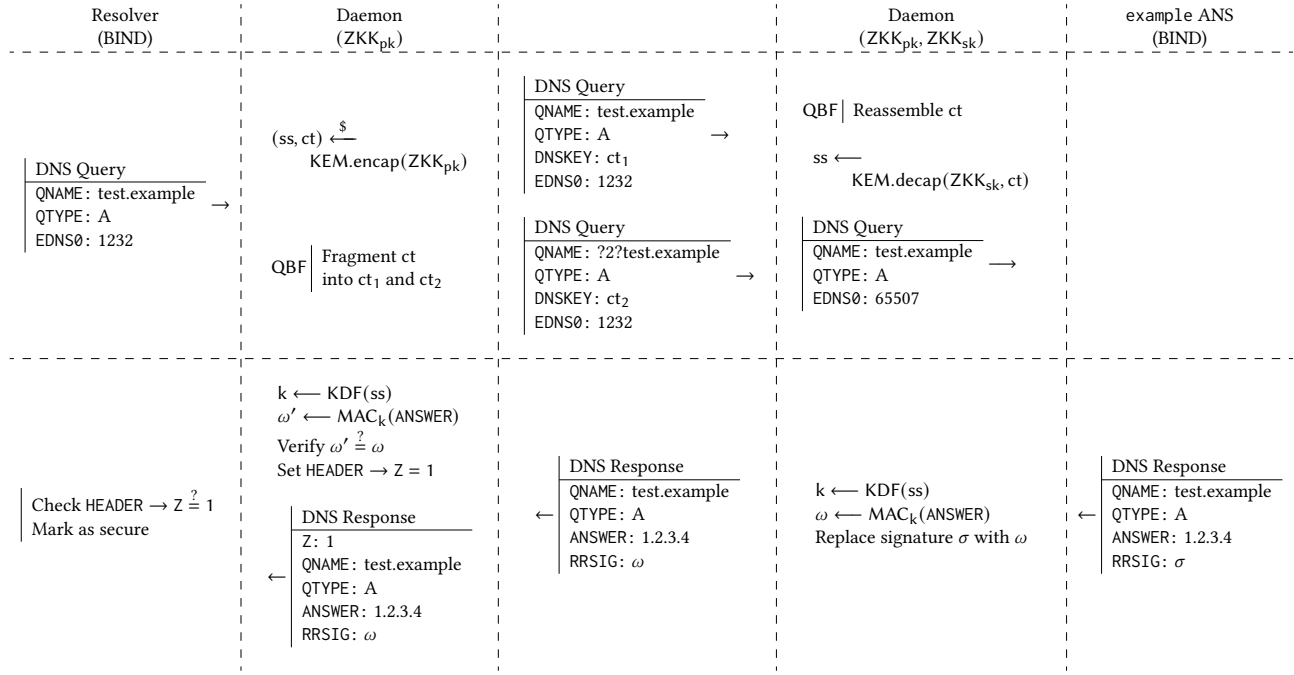 Resolver
(BIND)
Daemon
(ZKKpk)
Daemon
(ZKKpk, ZKKsk)
example ANS
(BIND)
DNS Query
QNAME: test.example
QTYPE: A
EDNS0: 1232
→
(ss, ct) ⟵$
KEM.encap(ZKKpk)
QBF
Fragment ct
into ct1 and ct2
DNS Query
QNAME: test.example
QTYPE: A
DNSKEY: ct1
EDNS0: 1232
→
DNS Query
QNAME: ?2?test.example
QTYPE: A
DNSKEY: ct2
EDNS0: 1232
→
QBF
Reassemble ct
ss ⟵
KEM.decap(ZKKsk, ct)
DNS Query
QNAME: test.example
QTYPE: A
EDNS0: 65507
⟶
Check HEADER → Z ?= 1
Mark as secure
k ⟵ KDF(ss)
ω′ ⟵ MACk(ANSWER)
Verify ω′ ?= ω
Set HEADER → Z = 1
←
DNS Response
Z: 1
QNAME: test.example
QTYPE: A
ANSWER: 1.2.3.4
RRSIG: ω
←
DNS Response
QNAME: test.example
QTYPE: A
ANSWER: 1.2.3.4
RRSIG: ω
k ⟵ KDF(ss)
ω ⟵ MACk(ANSWER)
Replace signature σ with ω
←
DNS Response
QNAME: test.example
QTYPE: A
ANSWER: 1.2.3.4
RRSIG: σ